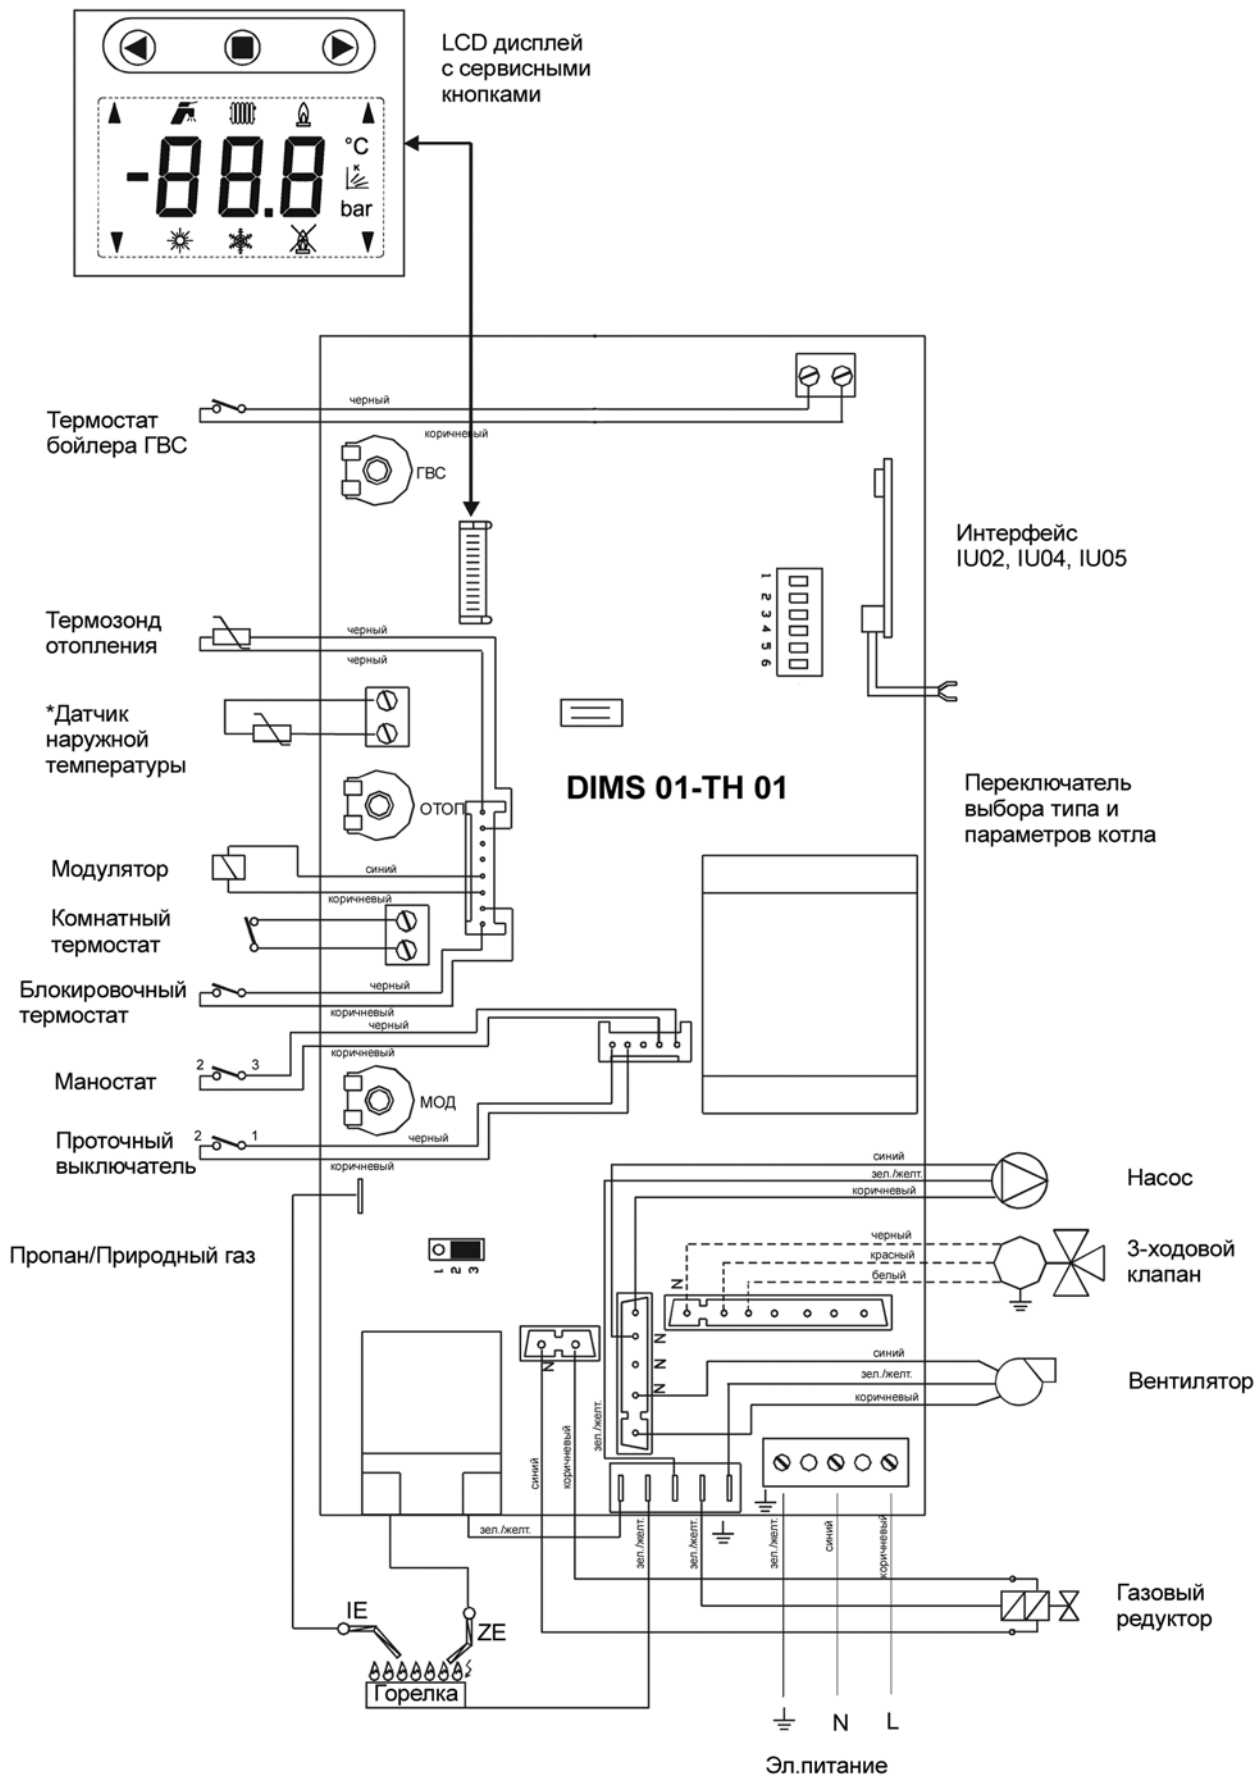 LCD дисплей
с сервисными
кнопками
-88.8
°C
K
bar
Термостат
бойлера ГВС
черный
коричневый
ГВС
Интерфейс
IU02, IU04, IU05
1
2
3
4
5
6
Термозонд
отопления
черный
черный
*Датчик
наружной
температуры
DIMS 01-TH 01
Переключатель
выбора типа и
параметров котла
ОТОП
Модулятор
синий
коричневый
Комнатный
термостат
Блокировочный
термостат
черный
коричневый
черный
коричневый
Маностат
2 3
МОД
Проточный
выключатель
2 1
черный
коричневый
синий
зел./желт.
коричневый
Насос
Пропан/Природный газ
1 2 3
черный
красный
белый
3-ходовой
клапан
N
N
N
N
N
синий
зел./желт.
коричневый
Вентилятор
зел./желт.
синий
коричневый
зел./желт.
зел./желт.
зел./желт.
зел./желт.
синий
коричневый
IE
ZE
Горелка
Газовый
редуктор
N L
Эл.питание